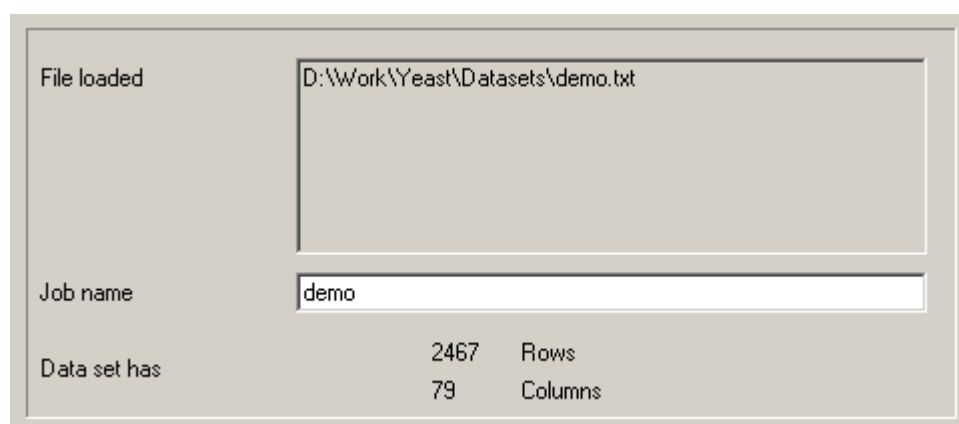 File loaded D:\Work\Yeast\Datasets\demo.txt
Job name demo
Data set has
2467 Rows
79 Columns